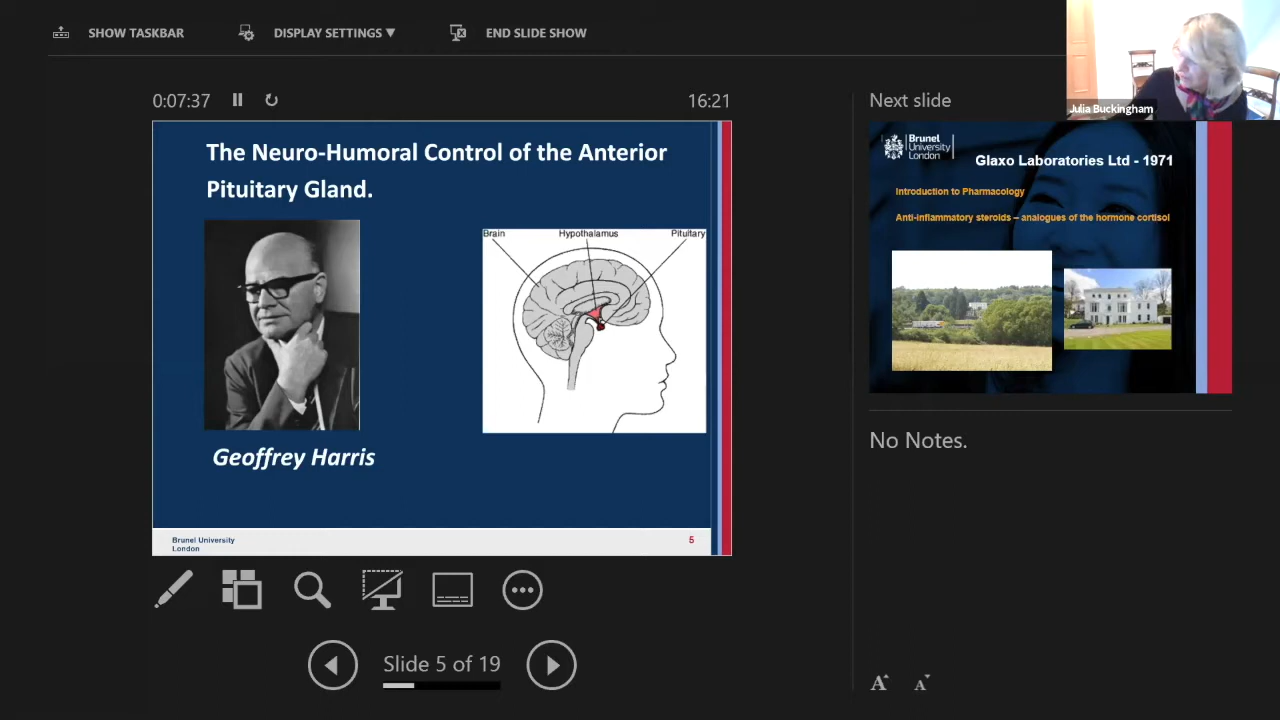 SHOW TASKBAR
DISPLAY SETTINGS ▼
END SLIDE SHOW
Julia Buckingham
0:07:37
16:21
The Neuro-Humoral Control of the Anterior
Pituitary Gland.
Brain
Hypothalamus
Pituitary
Geoffrey Harris
Brunel University
London
5
Slide 5 of 19
Next slide
Brunel
University
London
Glaxo Laboratories Ltd - 1971
Introduction to Pharmacology
Anti-inflammatory steroids – analogues of the hormone cortisol
No Notes.
A A